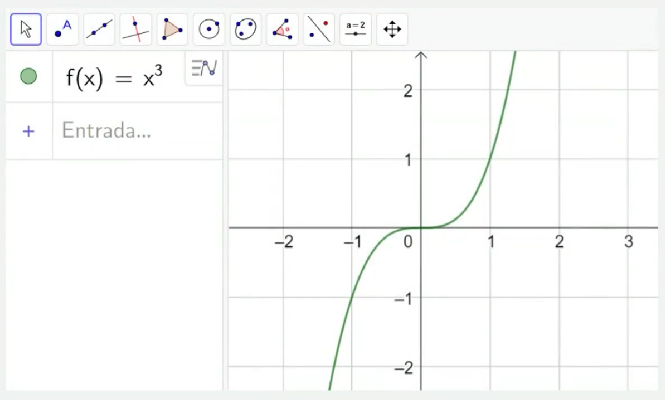 A
a=2
f(x) = x³
+ Entrada...
2
1
−2 −1 0 1 2 3
−1
−2